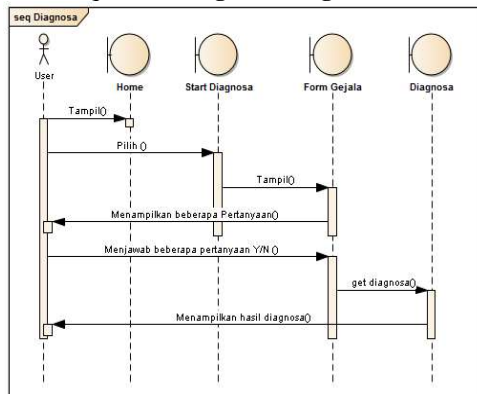 seq Diagnosa
User
Home
Start Diagnosa
Form Gejala
Diagnosa
Tampil()
Pilih ()
Tampil()
Menampilkan beberapa Pertanyaan()
Menjawab beberapa pertanyaan Y/N ()
get diagnosa()
Menampilkan hasil diagnosa()